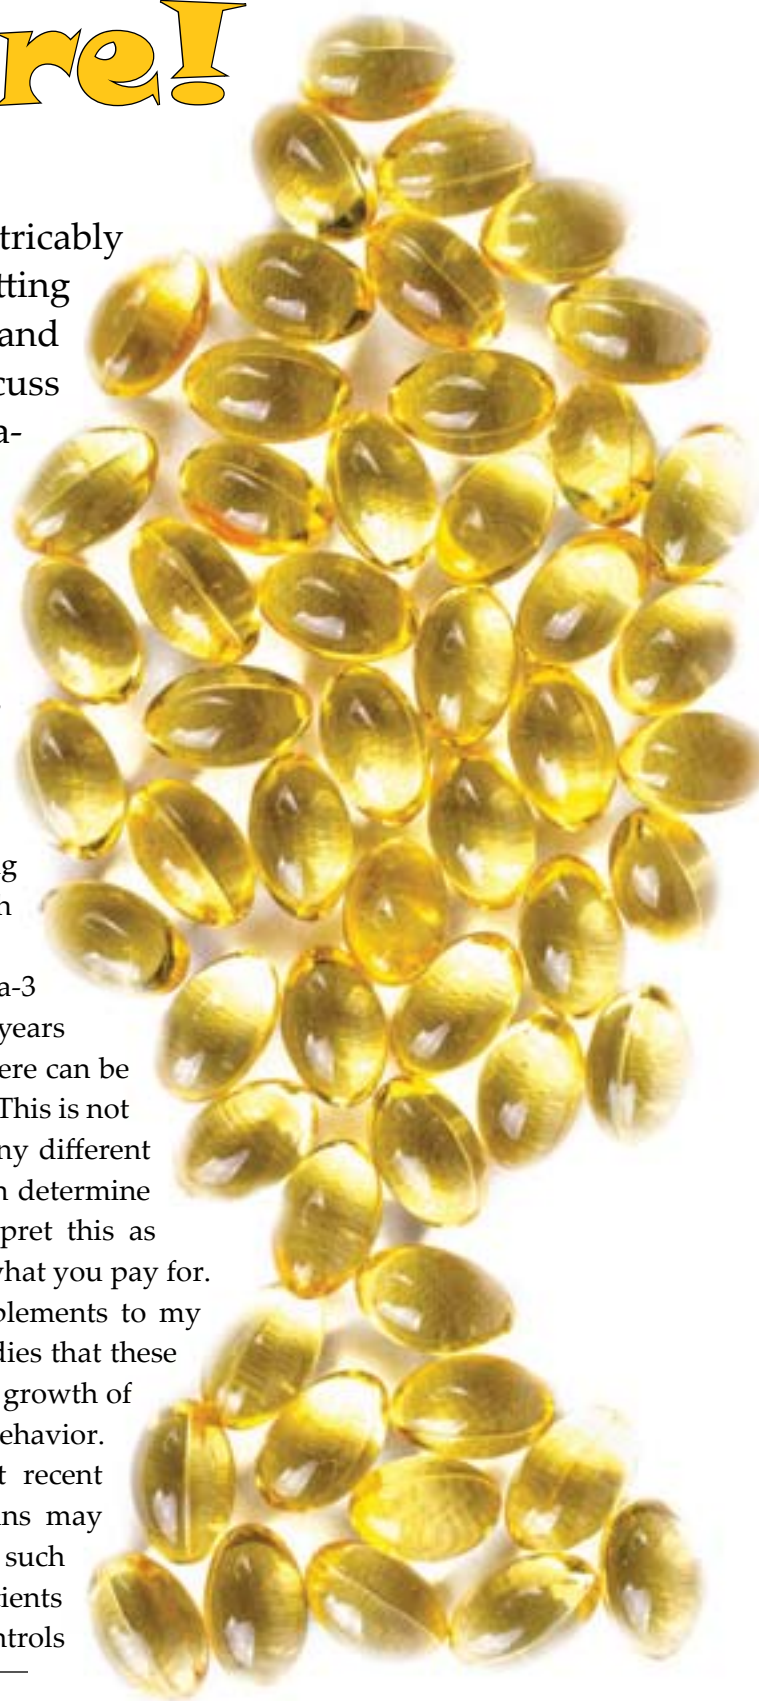 re!
tricably
tting
and
cuss
a-
g
n
a-3
years
ere can be
This is not
ny different
n determine
pret this as
what you pay for.
plements to my
dies that these
growth of
ehavior.
t recent
ns may
such
ients
ntrols